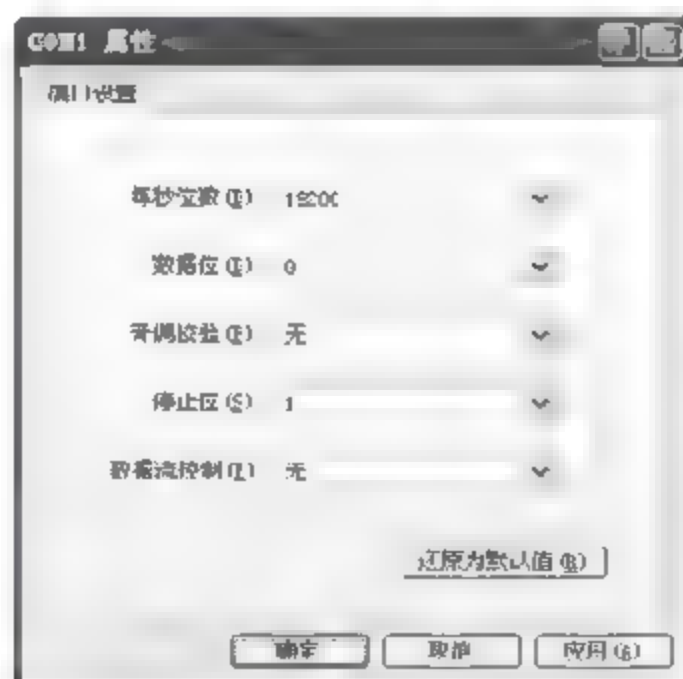 COM1 属性
端口设置
每秒位数(B) 19200
数据位(D)
奇偶校验(P) 无
停止位(S) 1
数据流控制(F) 无
还原为默认值(R)
确定 取消 应用(A)